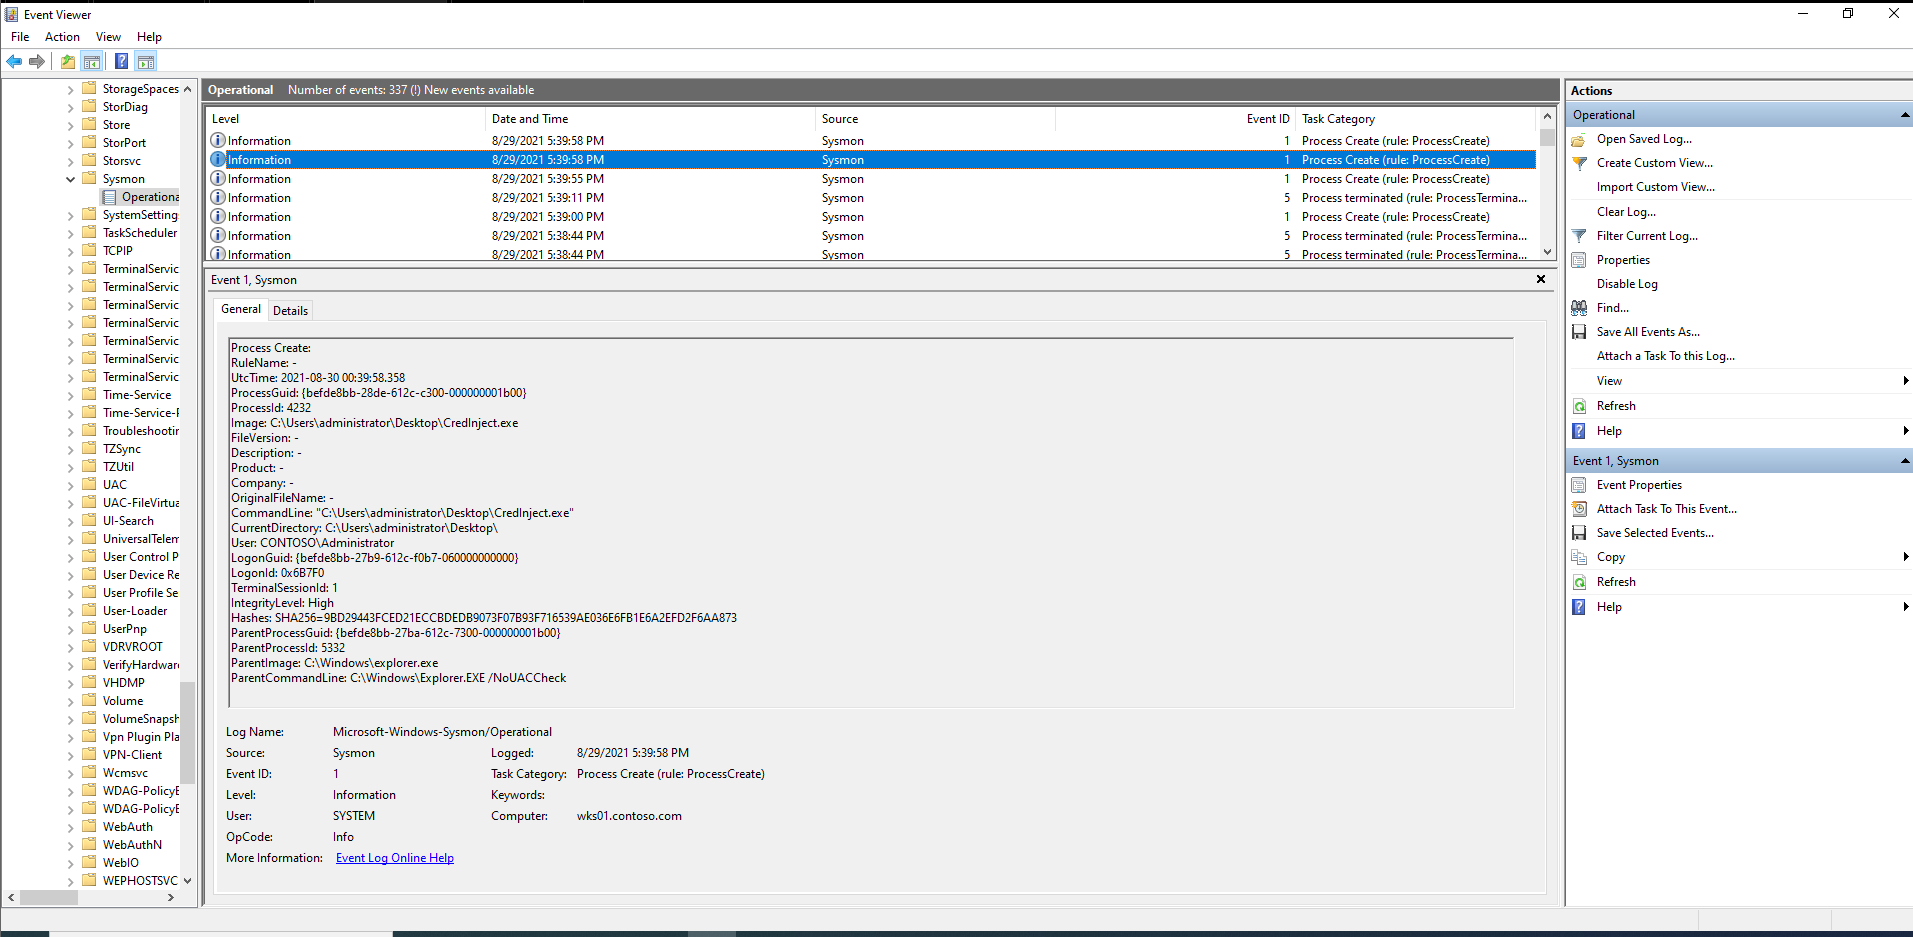 Event Viewer
File Action View Help
StorageSpaces
StorDiag
Store
StorPort
Storsvc
Sysmon
Operationa
SystemSetting
TaskScheduler
TCPIP
TerminalServic
TerminalServic
TerminalServic
TerminalServic
TerminalServic
TerminalServic
TerminalServic
Time-Service
Time-Service-P
Troubleshootir
TZSync
TZUtil
UAC
UAC-FileVirtua
UI-Search
UniversalTelem
User Control P
User Device Re
User Profile Se
User-Loader
UserPnp
VDRVROOT
VerifyHardware
VHDMP
Volume
VolumeSnapsh
Vpn Plugin Pla
VPN-Client
Wcmsvc
WDAG-PolicyE
WDAG-PolicyE
WebAuth
WebAuthN
WebIO
WEPHOSTSVC
Operational Number of events: 337 (!) New events available
Level Date and Time Source Event ID Task Category
Information 8/29/2021 5:39:58 PM Sysmon 1 Process Create (rule: ProcessCreate)
Information 8/29/2021 5:39:58 PM Sysmon 1 Process Create (rule: ProcessCreate)
Information 8/29/2021 5:39:55 PM Sysmon 1 Process Create (rule: ProcessCreate)
Information 8/29/2021 5:39:11 PM Sysmon 5 Process terminated (rule: ProcessTermina...
Information 8/29/2021 5:39:00 PM Sysmon 1 Process Create (rule: ProcessCreate)
Information 8/29/2021 5:38:44 PM Sysmon 5 Process terminated (rule: ProcessTermina...
Information 8/29/2021 5:38:44 PM Sysmon 5 Process terminated (rule: ProcessTermina...
Event 1, Sysmon
General Details
Process Create:
RuleName: -
UtcTime: 2021-08-30 00:39:58.358
ProcessGuid: {befde8bb-28de-612c-c300-000000001b00}
ProcessId: 4232
Image: C:\Users\administrator\Desktop\CredInject.exe
FileVersion: -
Description: -
Product: -
Company: -
OriginalFileName: -
CommandLine: "C:\Users\administrator\Desktop\CredInject.exe"
CurrentDirectory: C:\Users\administrator\Desktop\
User: CONTOSO\Administrator
LogonGuid: {befde8bb-27b9-612c-f0b7-060000000000}
LogonId: 0x6B7F0
TerminalSessionId: 1
IntegrityLevel: High
Hashes: SHA256=9BD29443FCED21ECCBDEDB9073F07B93F716539AE036E6FB1E6A2EFD2F6AA873
ParentProcessGuid: {befde8bb-27ba-612c-7300-000000001b00}
ParentProcessId: 5332
ParentImage: C:\Windows\explorer.exe
ParentCommandLine: C:\Windows\Explorer.EXE /NoUACCheck
Log Name: Microsoft-Windows-Sysmon/Operational
Source: Sysmon Logged: 8/29/2021 5:39:58 PM
Event ID: 1 Task Category: Process Create (rule: ProcessCreate)
Level: Information Keywords:
User: SYSTEM Computer: wks01.contoso.com
OpCode: Info
More Information: Event Log Online Help
Actions
Operational
Open Saved Log...
Create Custom View...
Import Custom View...
Clear Log...
Filter Current Log...
Properties
Disable Log
Find...
Save All Events As...
Attach a Task To this Log...
View
Refresh
Help
Event 1, Sysmon
Event Properties
Attach Task To This Event...
Save Selected Events...
Copy
Refresh
Help